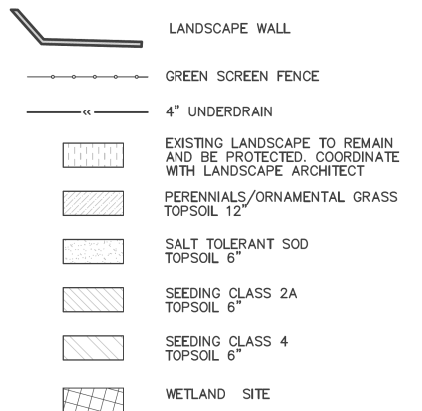 LANDSCAPE WALL
GREEN SCREEN FENCE
<<
4" UNDERDRAIN
EXISTING LANDSCAPE TO REMAIN
AND BE PROTECTED. COORDINATE
WITH LANDSCAPE ARCHITECT
PERENNIALS/ORNAMENTAL GRASS
TOPSOIL 12"
SALT TOLERANT SOD
TOPSOIL 6"
SEEDING CLASS 2A
TOPSOIL 6"
SEEDING CLASS 4
TOPSOIL 6"
WETLAND SITE